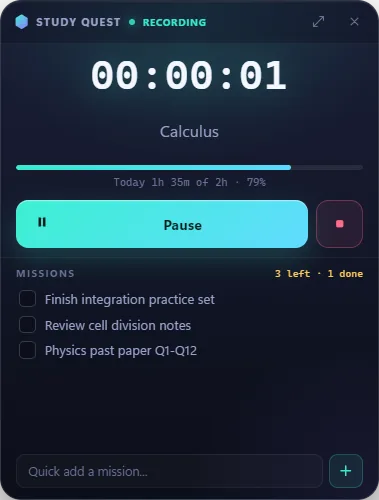 STUDY QUEST RECORDING
00:00:01
Calculus
Today 1h 35m of 2h · 79%
Pause
MISSIONS 3 left · 1 done
Finish integration practice set
Review cell division notes
Physics past paper Q1-Q12
Quick add a mission...